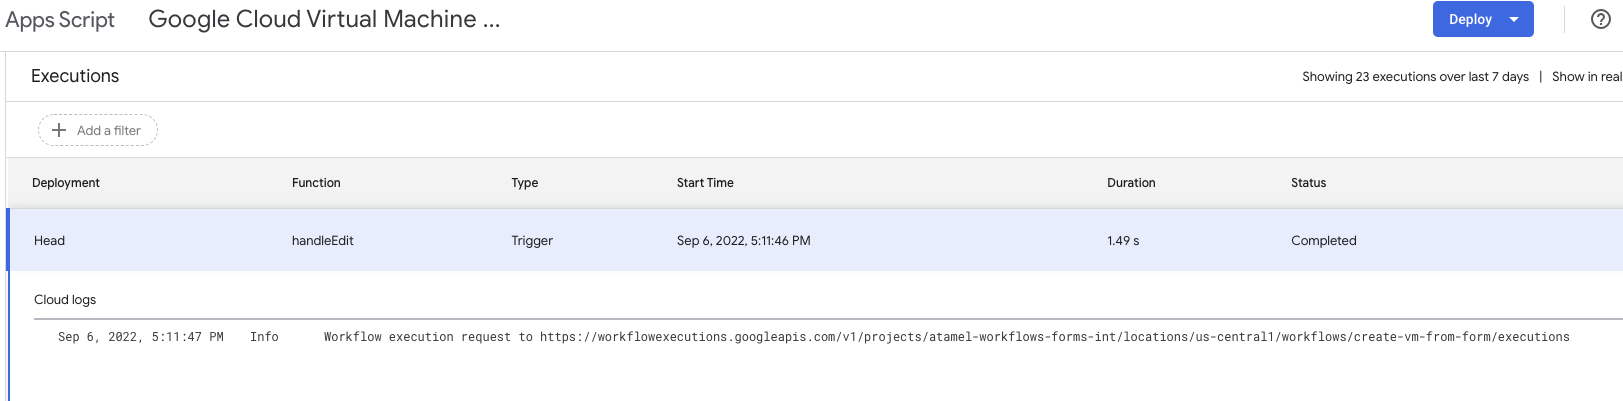 Apps Script Google Cloud Virtual Machine ... Deploy
Executions Showing 23 executions over last 7 days | Show in real
Add a filter
Deployment Function Type Start Time Duration Status
Head handleEdit Trigger Sep 6, 2022, 5:11:46 PM 1.49 s Completed
Cloud logs
Sep 6, 2022, 5:11:47 PM Info Workflow execution request to https://workflowexecutions.googleapis.com/v1/projects/atamel-workflows-forms-int/locations/us-central1/workflows/create-vm-from-form/executions